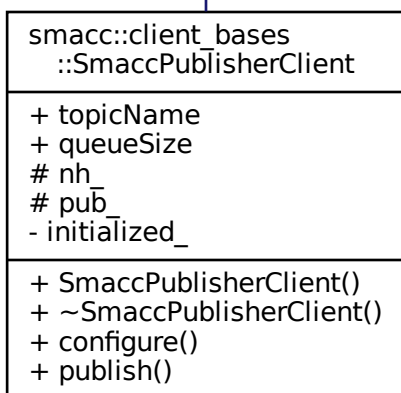 smacc::client_bases
::SmaccPublisherClient
+ topicName
+ queueSize
# nh_
# pub_
- initialized_
+ SmaccPublisherClient()
+ ~SmaccPublisherClient()
+ configure()
+ publish()